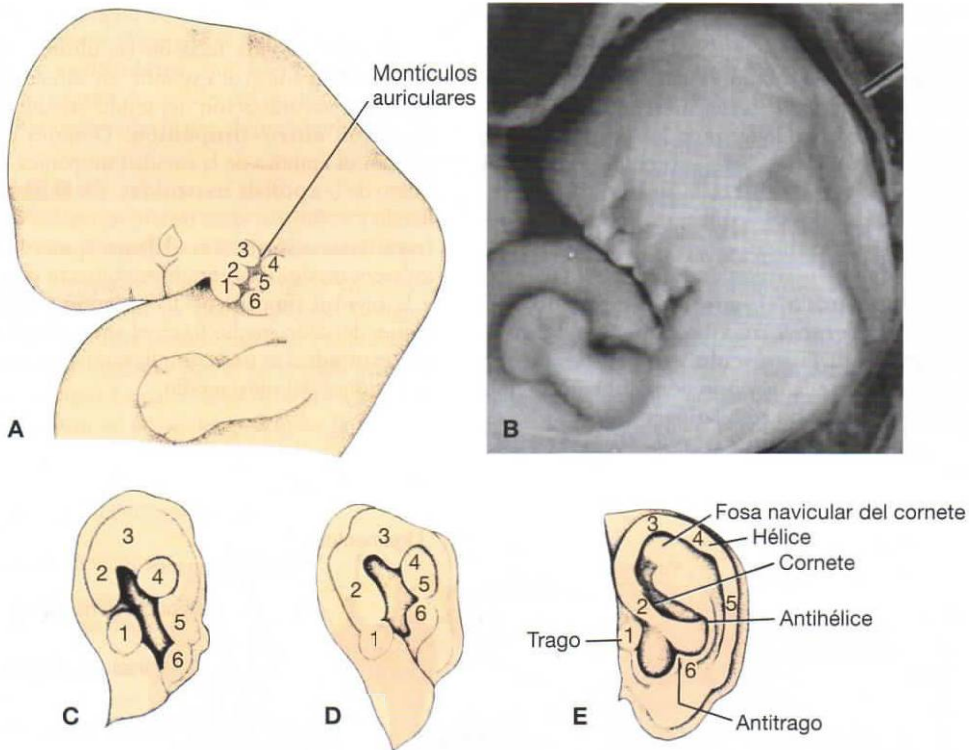 Montículos
auriculares
3
4
2
5
1
6
A
B
3
2
4
1
5
6
C
3
4
2
5
6
1
D
3
4
2
5
1
6
Fosa navicular del cornete
Hélice
Cornete
Antihélice
Trago
Antitrago
E